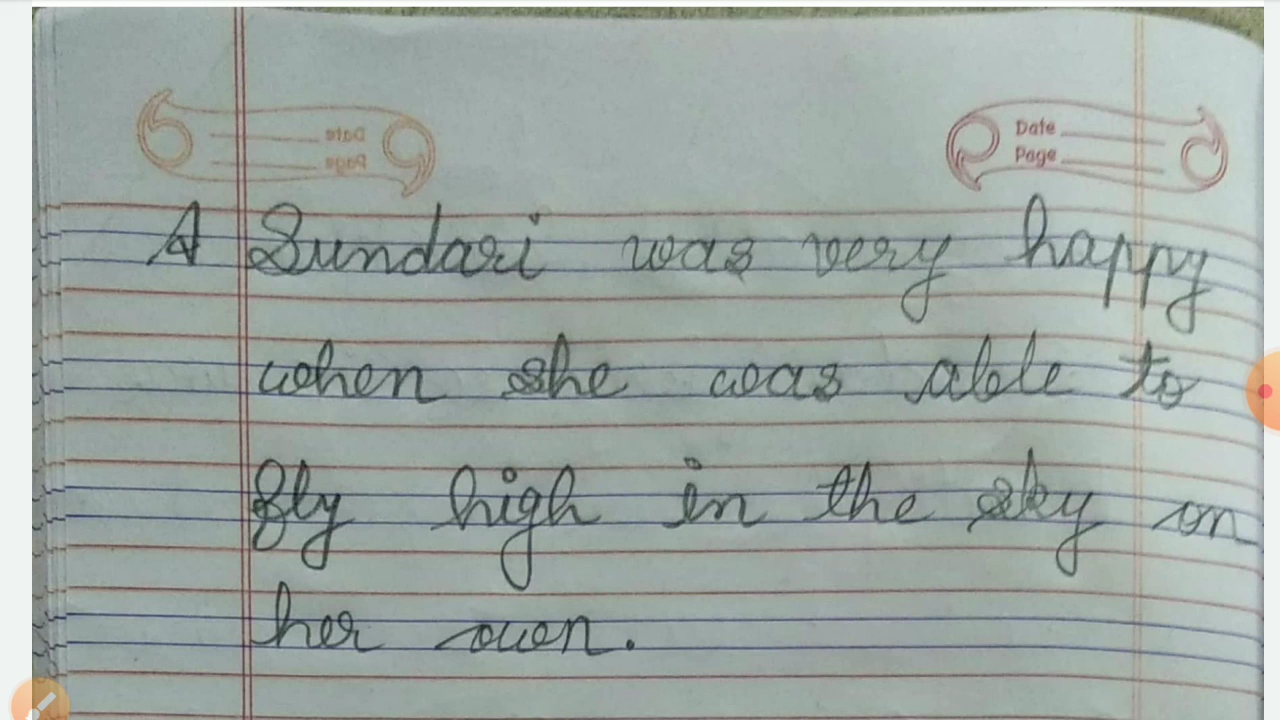 Date
Page
A Sundari was very happy
when she was able to
fly high in the sky on
her own.